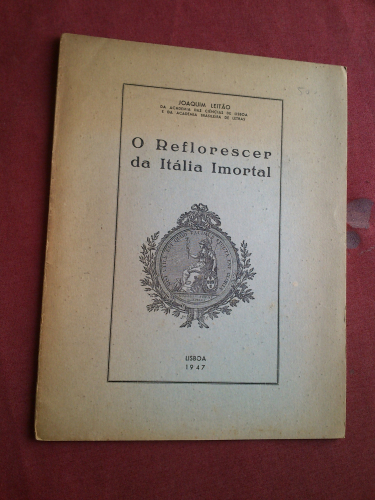 JOAQUIM LEITÃO
DA ACADEMIA DAS CIÊNCIAS DE LISBOA
E DA ACADEMIA BRASILEIRA DE LETRAS
O Reflorescer
da Itália Imortal
LISBOA
1947